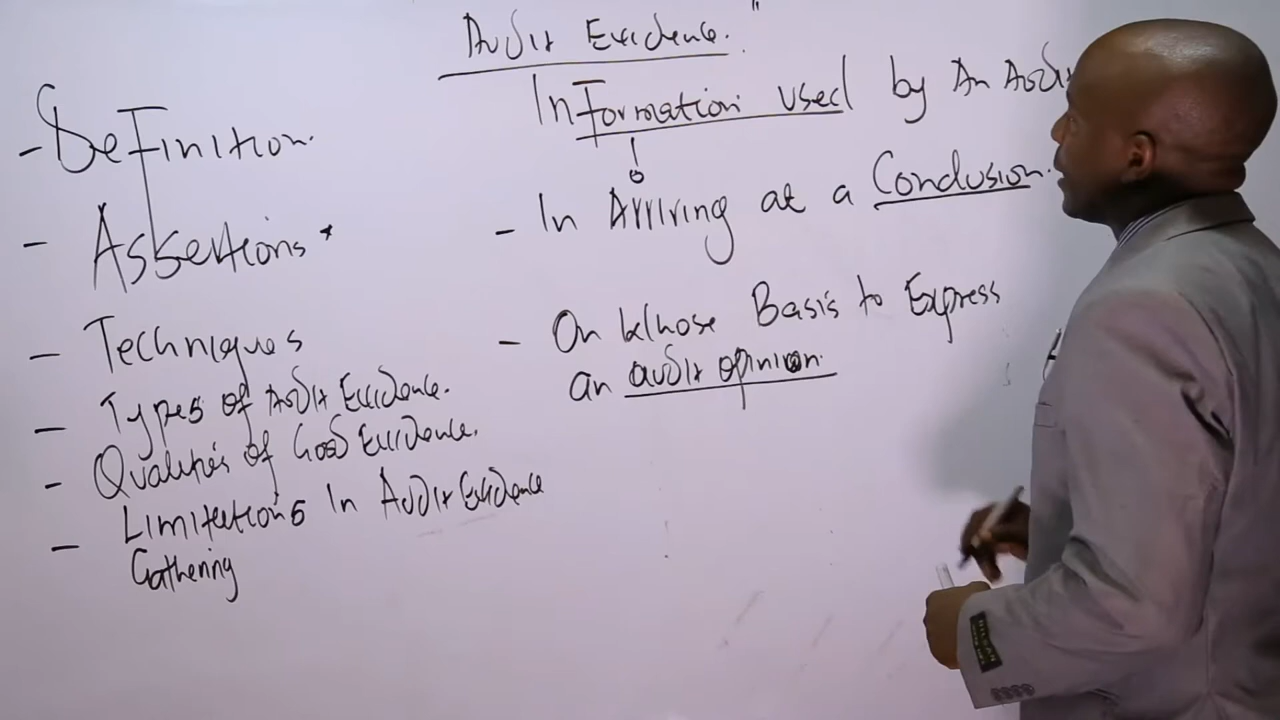 Audit Evidence."
- Definition.
- Assertions *
- Techniques
- Types of Audit Evidence.
- Qualities of Good Evidence.
- Limitations In Audit Evidence
Gathering
Information used by An Audit
- In Arriving at a Conclusion.
- On Whose Basis to Express
an audit opinion.